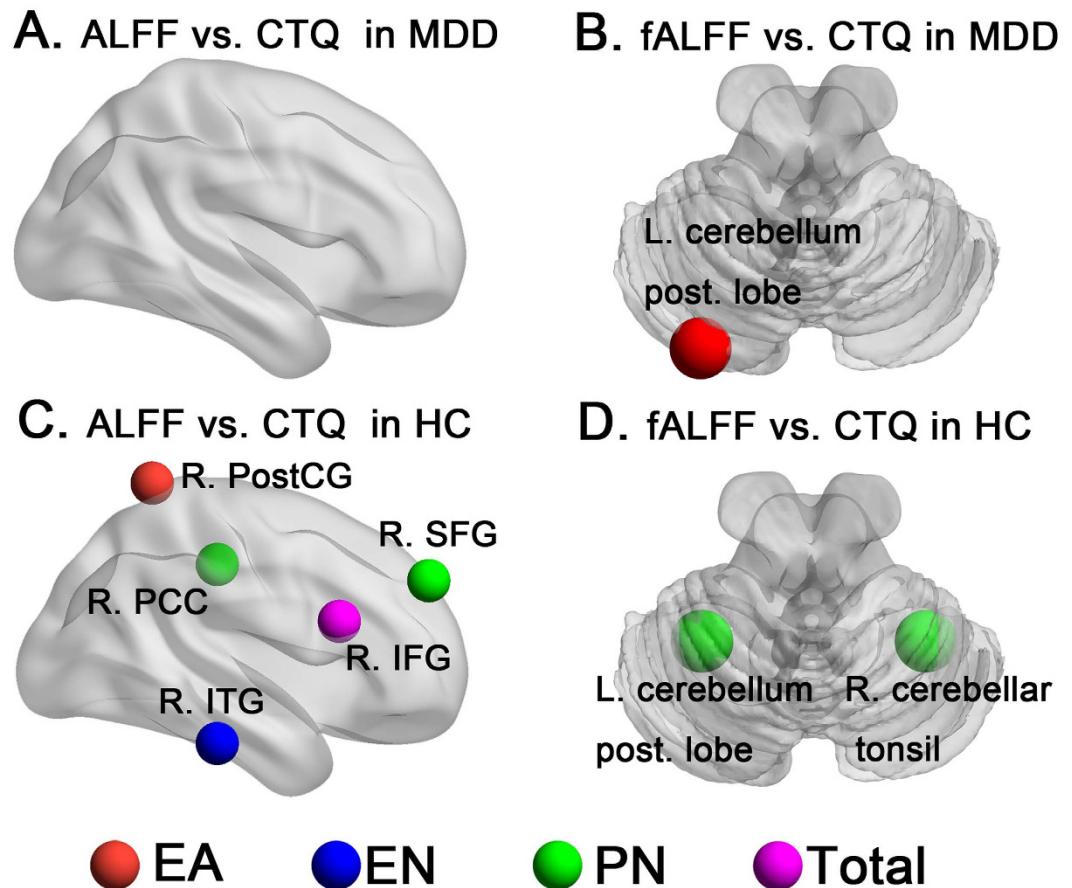 A. ALFF vs. CTQ in MDD
B. fALFF vs. CTQ in MDD
L. cerebellum
post. lobe
C. ALFF vs. CTQ in HC
D. fALFF vs. CTQ in HC
R. PostCG
R. SFG
R. PCC
R. IFG
R. ITG
L. cerebellum
post. lobe
R. cerebellar
tonsil
EA
EN
PN
Total